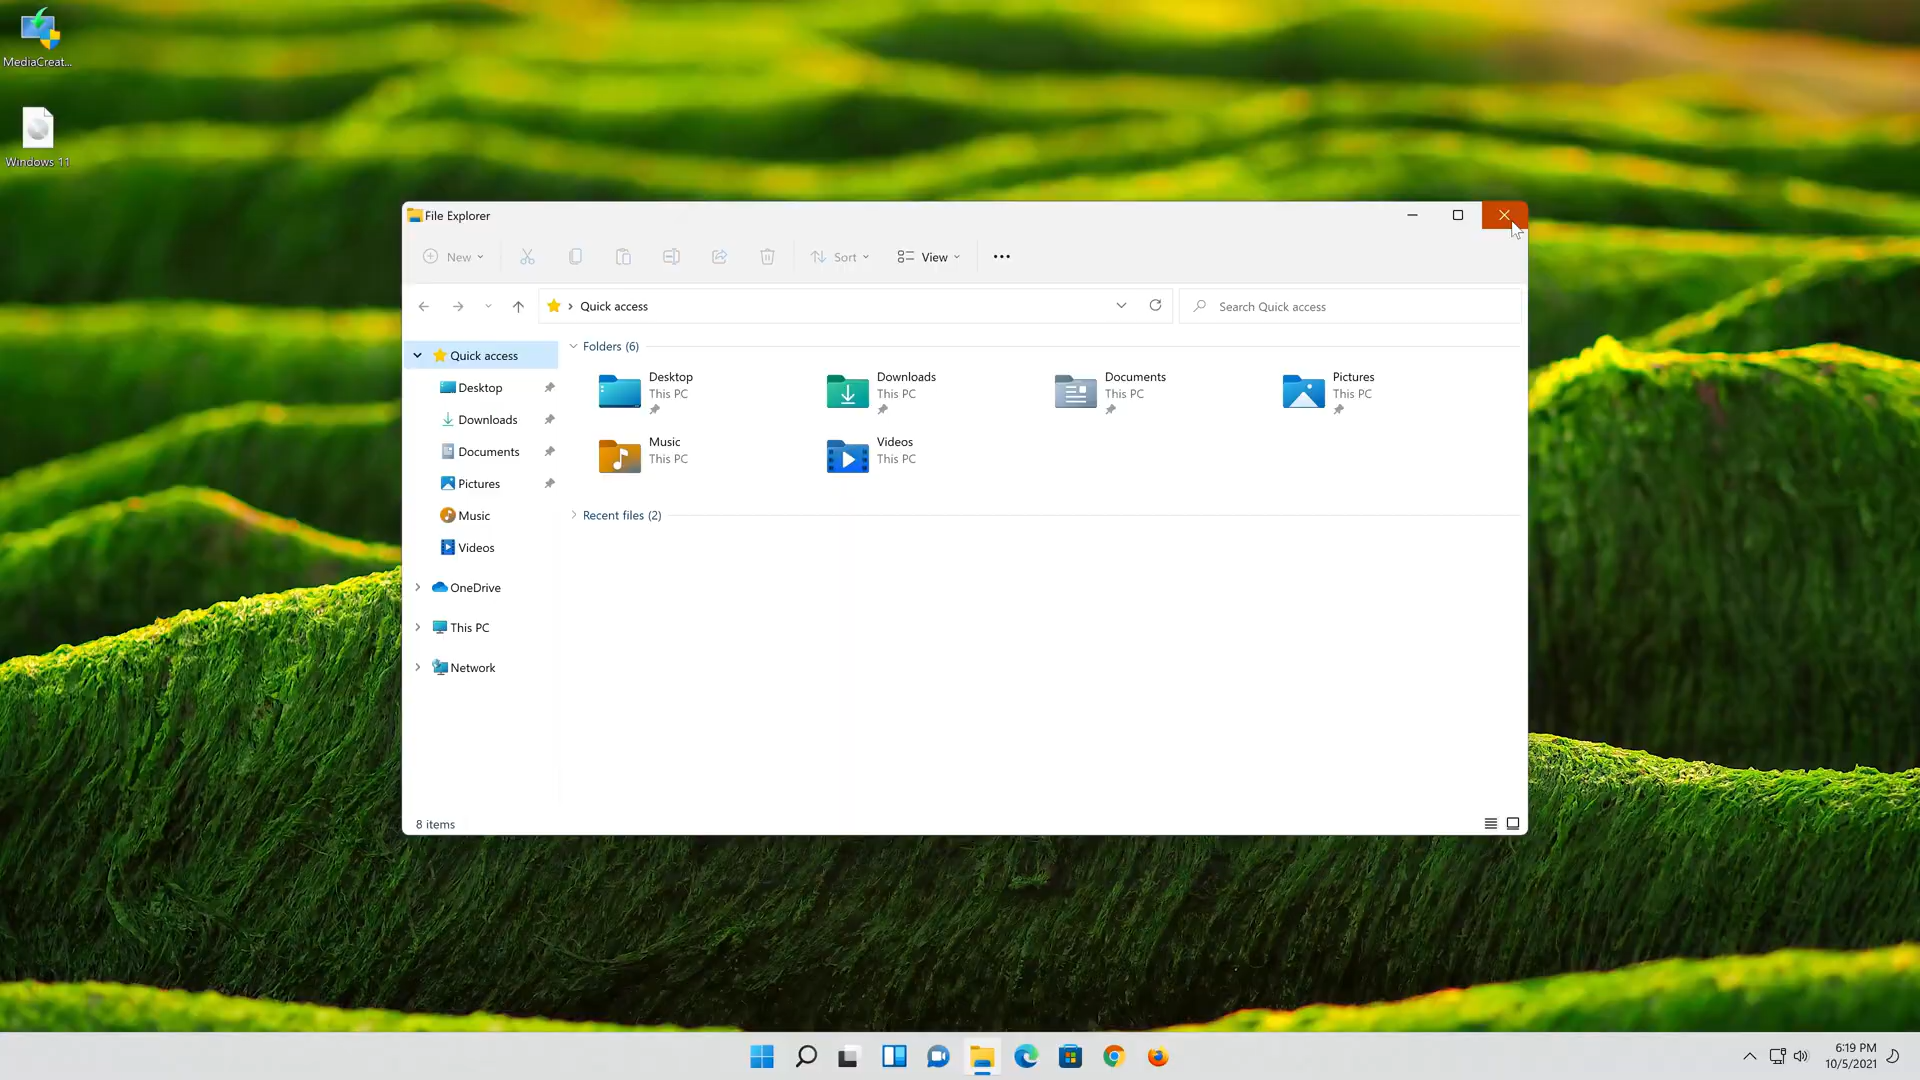 MediaCreat...
Windows 11
File Explorer
New
Sort
View
Quick access
Search Quick access
Quick access
Desktop
Downloads
Documents
Pictures
Music
Videos
OneDrive
This PC
Network
Folders (6)
Desktop
This PC
Downloads
This PC
Documents
This PC
Pictures
This PC
Music
This PC
Videos
This PC
Recent files (2)
8 items
6:19 PM
10/5/2021